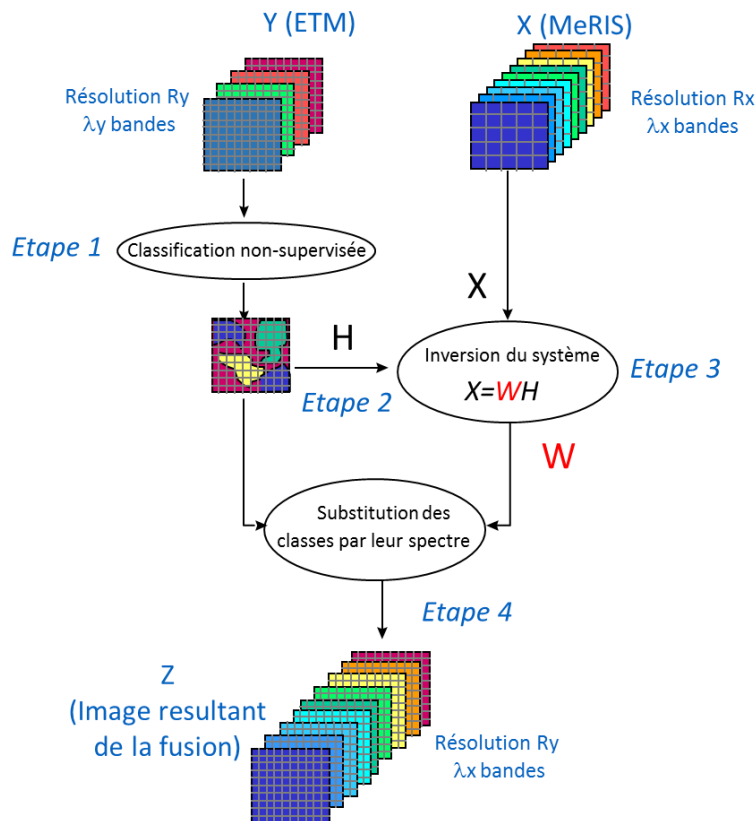 Y (ETM)
X (MeRIS)
Résolution Ry
λy bandes
Résolution Rx
λx bandes
Etape 1
Classification non-supervisée
X
H
Etape 2
Inversion du système
X=WH
Etape 3
W
Substitution des
classes par leur spectre
Etape 4
Z
(Image resultant
de la fusion)
Résolution Ry
λx bandes